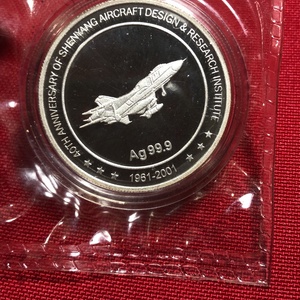 40TH ANNIVERSARY OF SHENYANG AIRCRAFT DESIGN & RESEARCH INSTITUTE
Ag 99.9
1961-2001